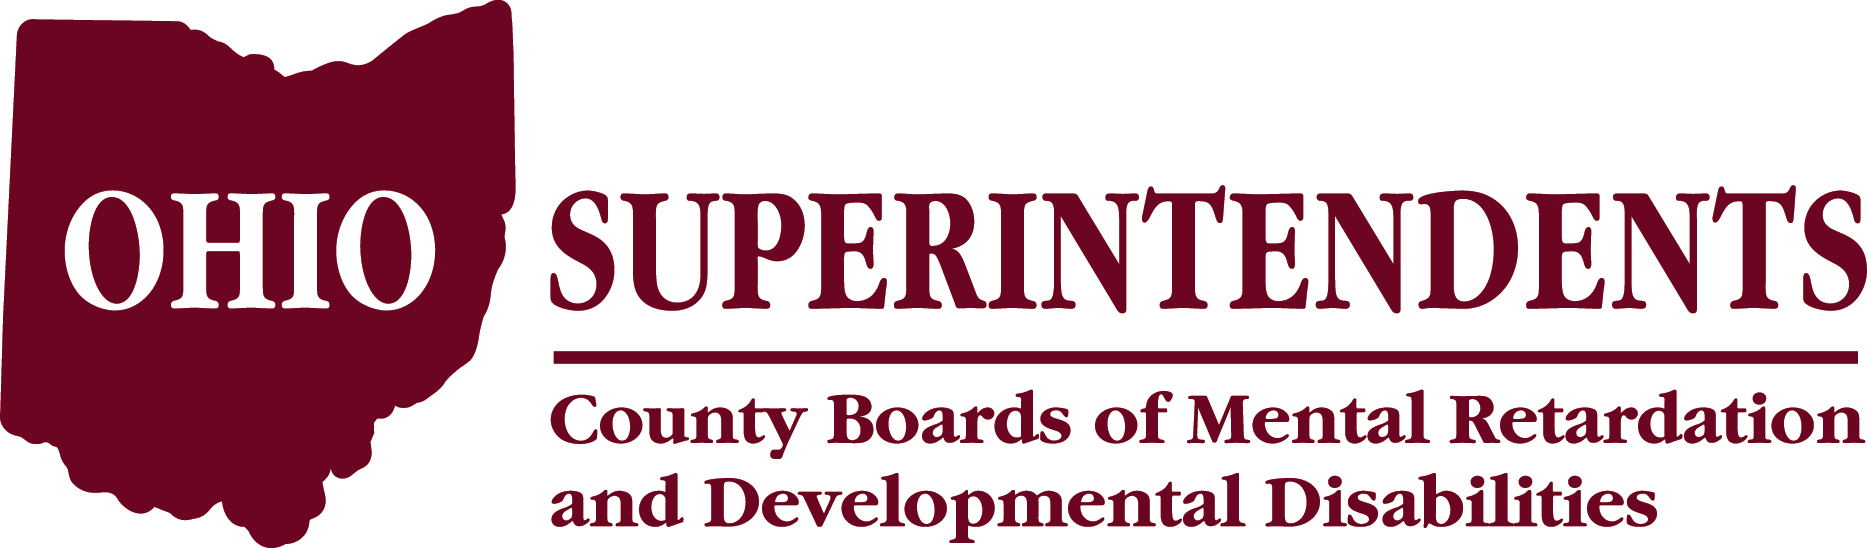 OHIO SUPERINTENDENTS
County Boards of Mental Retardation
and Developmental Disabilities